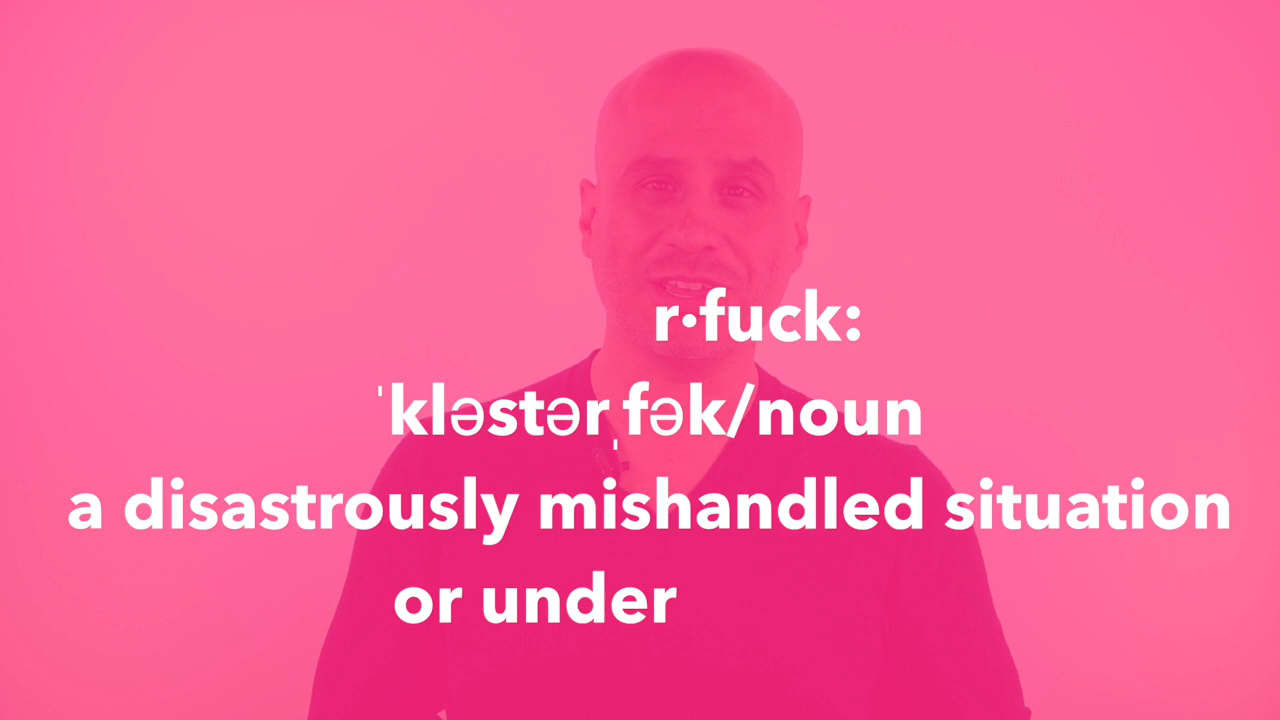 r·fuck:
ˈkləstərˌfək/noun
a disastrously mishandled situation
or under